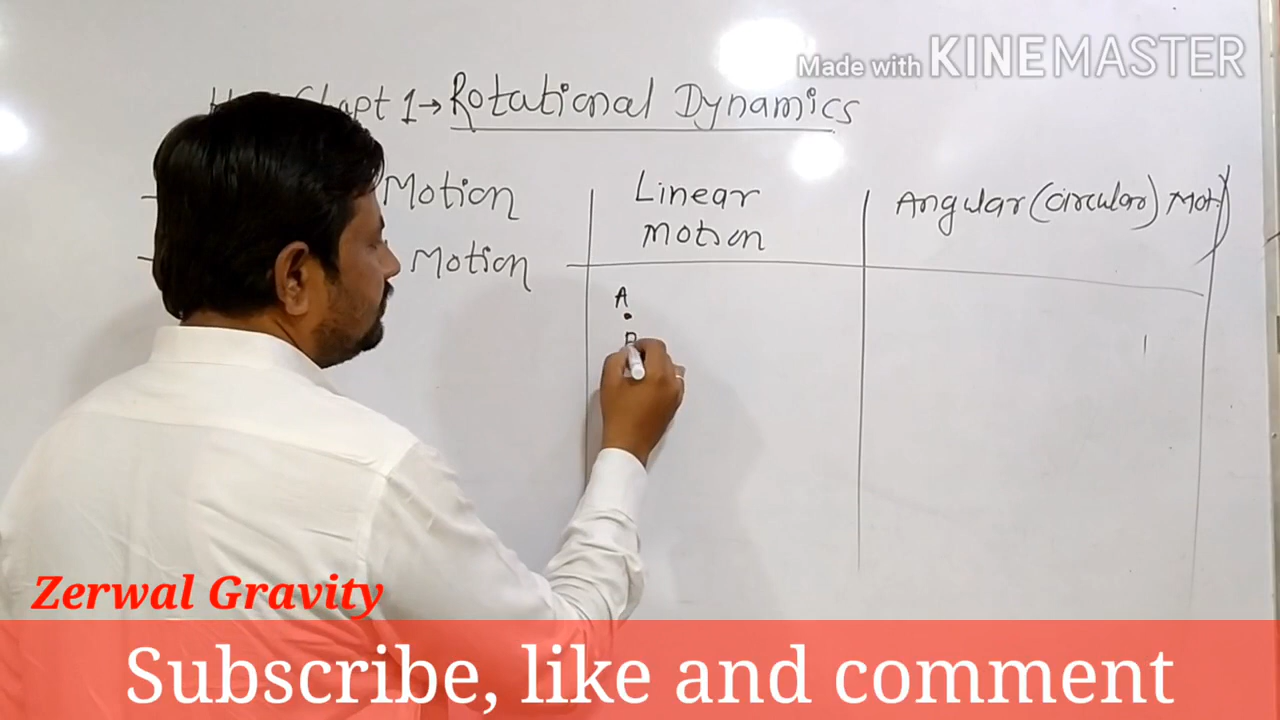 Made with KINEMASTER
Chapt 1→ Rotational Dynamics
Motion
Motion
Linear
motion
Angular (circular) Mot
A
Zerwal Gravity
Subscribe, like and comment